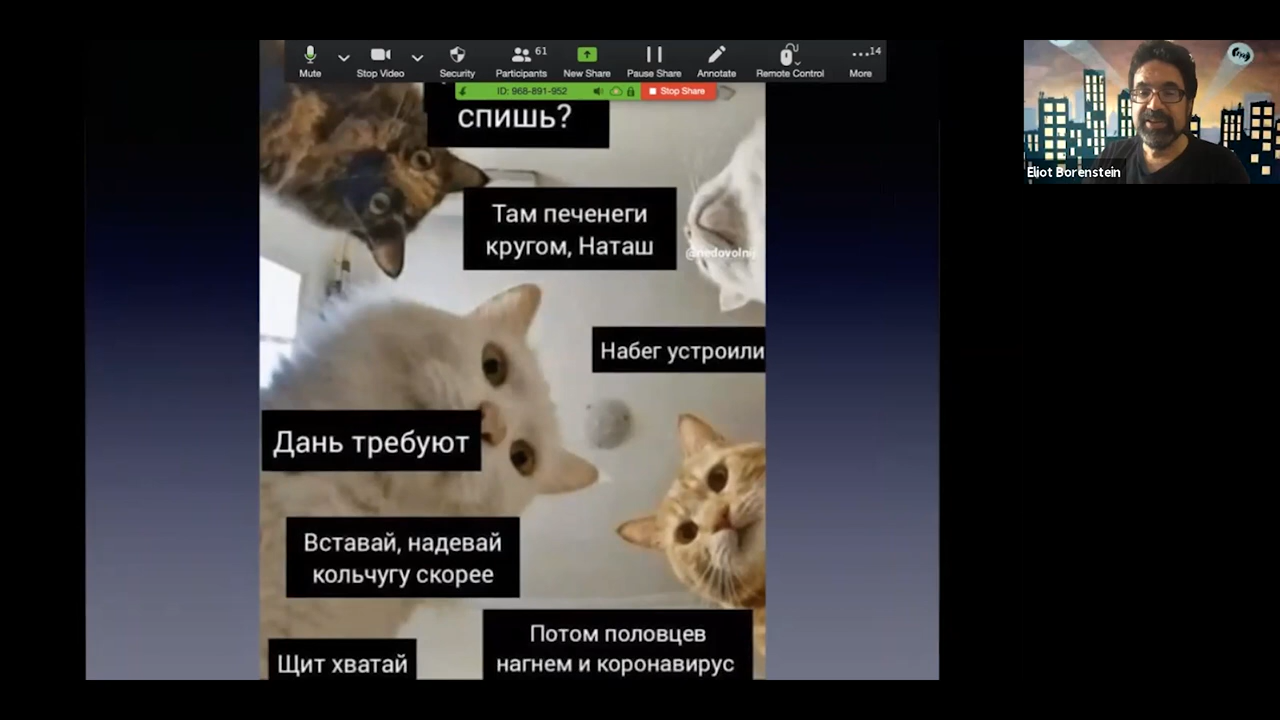 61
14
Mute
Stop Video
Security
Participants
New Share
Pause Share
Annotate
Remote Control
More
ID: 968-891-952
Stop Share
спишь?
Там печенеги
кругом, Наташ
Набег устроили
Дань требуют
Вставай, надевай
кольчугу скорее
Потом половцев
нагнем и коронавирус
Щит хватай
Eliot Borenstein